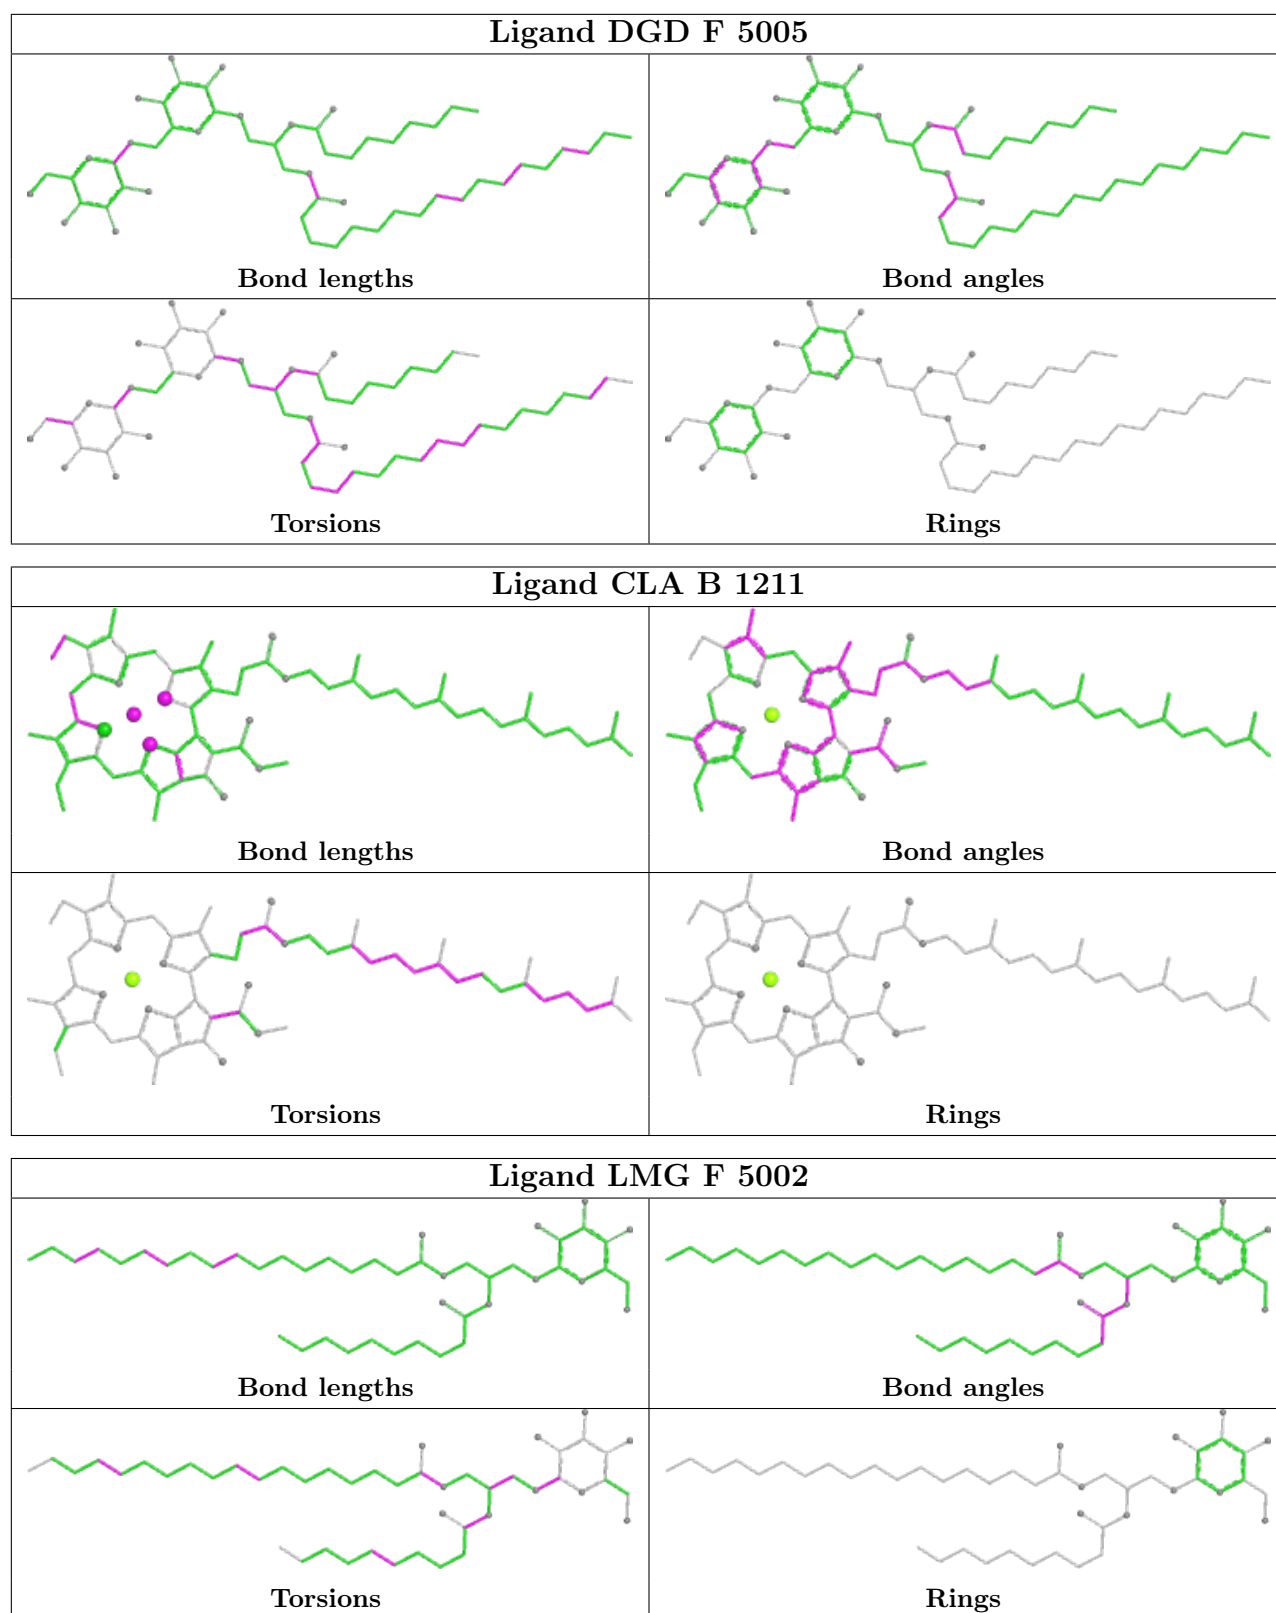 Ligand DGD F 5005
Bond lengths
Bond angles
Torsions
Rings
Ligand CLA B 1211
Bond lengths
Bond angles
Torsions
Rings
Ligand LMG F 5002
Bond lengths
Bond angles
Torsions
Rings